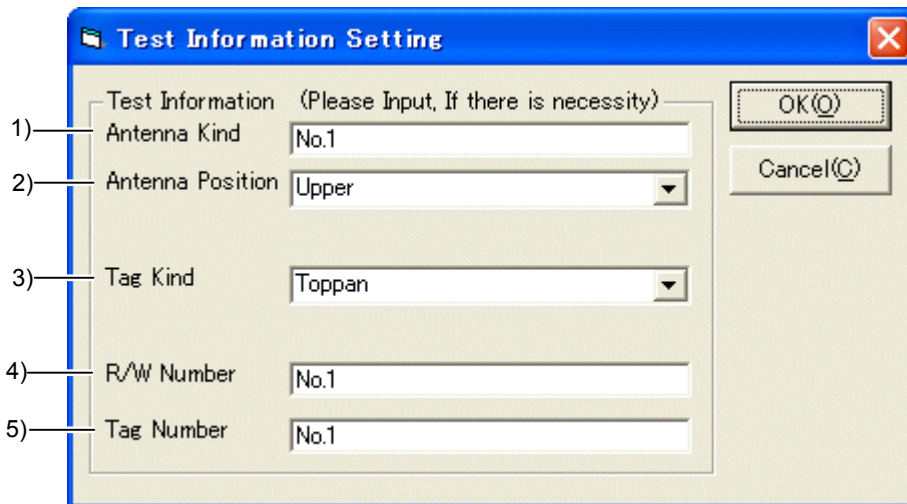 Test Information Setting
Test Information (Please Input, If there is necessity)
OK(O)
1) Antenna Kind No.1
Cancel(C)
2) Antenna Position Upper
3) Tag Kind Toppan
4) R/W Number No.1
5) Tag Number No.1